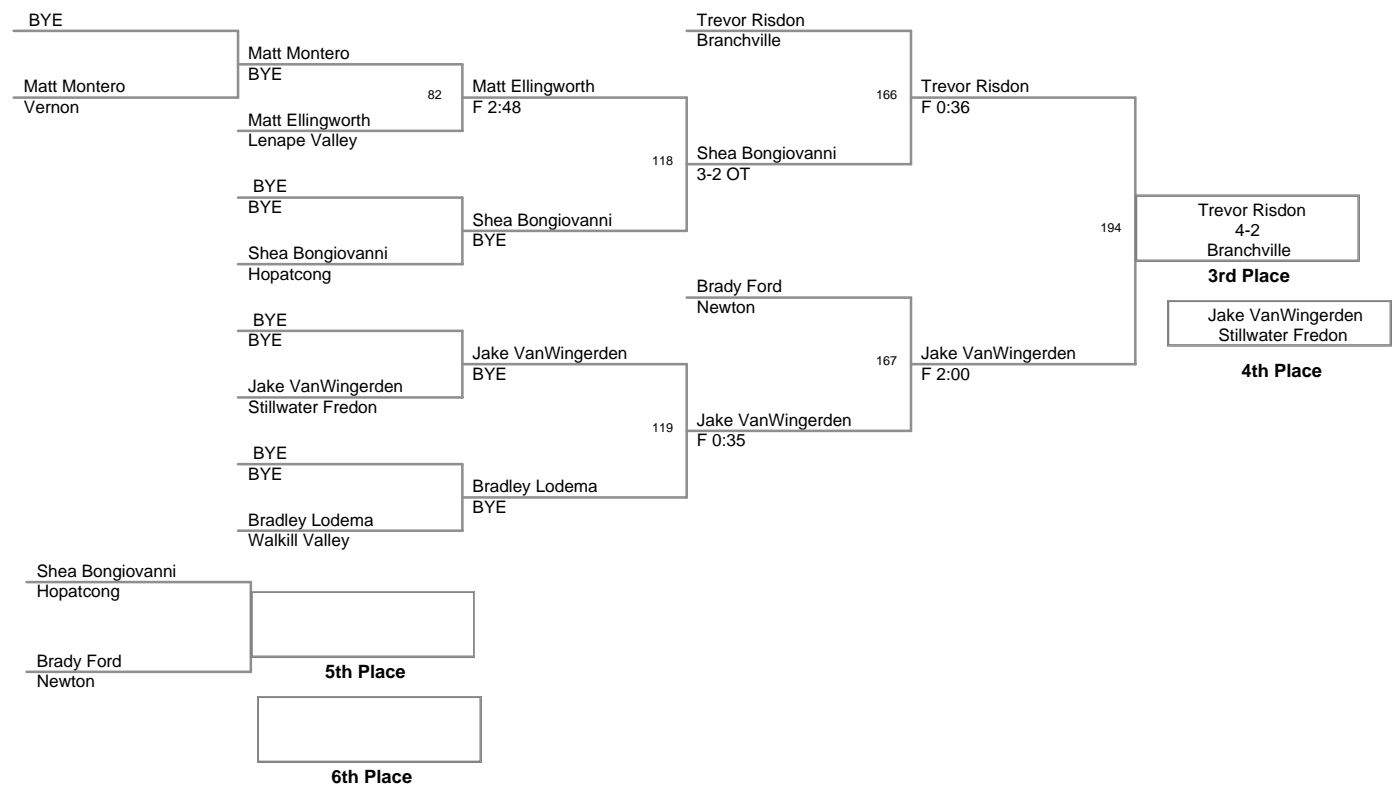 BYE
Matt Montero
Vernon
Matt Montero
BYE
82
Matt Ellingworth
Lenape Valley
BYE
BYE
Shea Bongiovanni
Hopatcong
BYE
BYE
Jake VanWingerden
Stillwater Fredon
BYE
BYE
Bradley Lodema
Walkill Valley
Matt Ellingworth
F 2:48
118
Shea Bongiovanni
BYE
Jake VanWingerden
BYE
119
Bradley Lodema
BYE
Trevor Risdon
Branchville
166
Shea Bongiovanni
3-2 OT
Brady Ford
Newton
167
Jake VanWingerden
F 0:35
Trevor Risdon
F 0:36
194
Jake VanWingerden
F 2:00
Trevor Risdon
4-2
Branchville
3rd Place
Jake VanWingerden
Stillwater Fredon
4th Place
Shea Bongiovanni
Hopatcong
Brady Ford
Newton
5th Place
6th Place